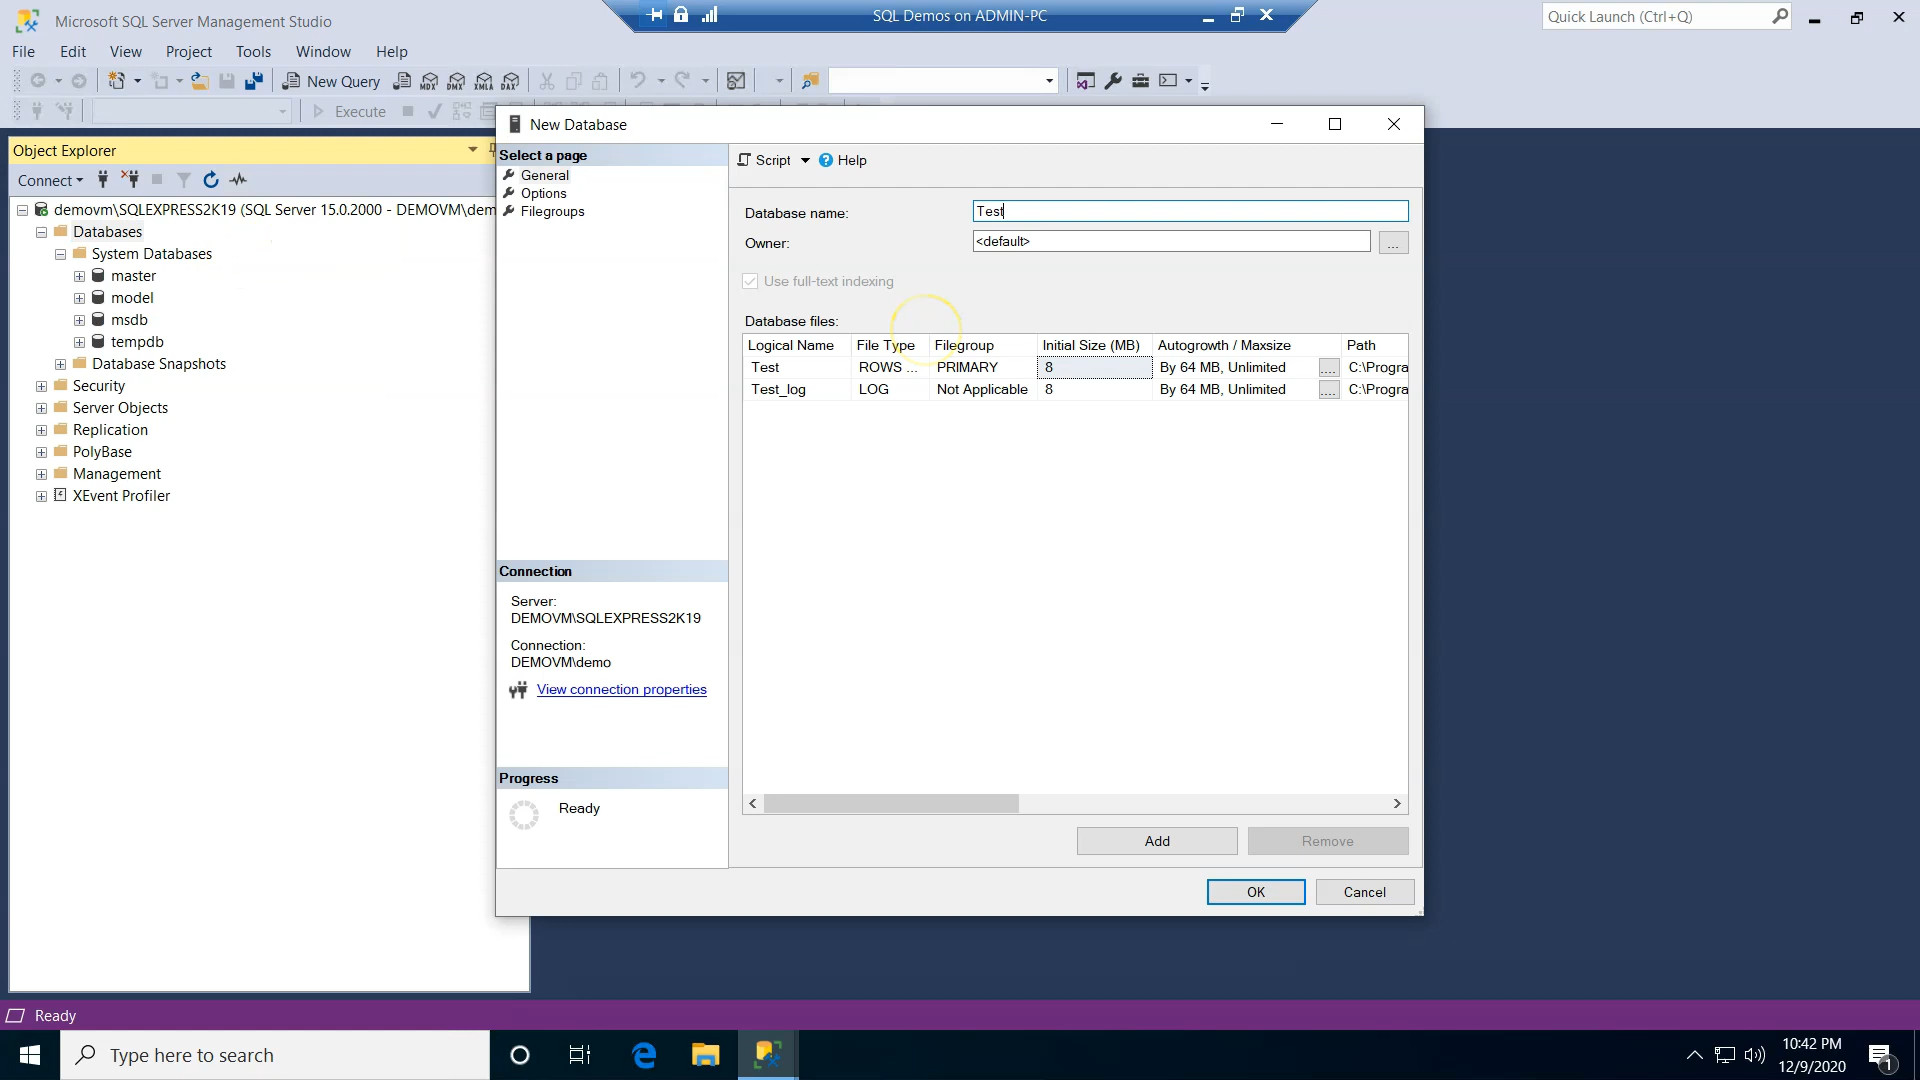 Microsoft SQL Server Management Studio
SQL Demos on ADMIN-PC
Quick Launch (Ctrl+Q)
File Edit View Project Tools Window Help
New Query MDX DMX XMLA DAX
Execute
Object Explorer
Connect
demovm\SQLEXPRESS2K19 (SQL Server 15.0.2000 - DEMOVM\dem
Databases
System Databases
master
model
msdb
tempdb
Database Snapshots
Security
Server Objects
Replication
PolyBase
Management
XEvent Profiler
New Database
Select a page
General
Options
Filegroups
Connection
Server:
DEMOVM\SQLEXPRESS2K19
Connection:
DEMOVM\demo
View connection properties
Progress
Ready
Script Help
Database name: Test
Owner: <default> ...
Use full-text indexing
Database files:
Logical Name File Type Filegroup Initial Size (MB) Autogrowth / Maxsize Path
Test ROWS ... PRIMARY 8 By 64 MB, Unlimited .... C:\Progra
Test_log LOG Not Applicable 8 By 64 MB, Unlimited .... C:\Progra
Add Remove
OK Cancel
Ready
Type here to search
10:42 PM
12/9/2020
1